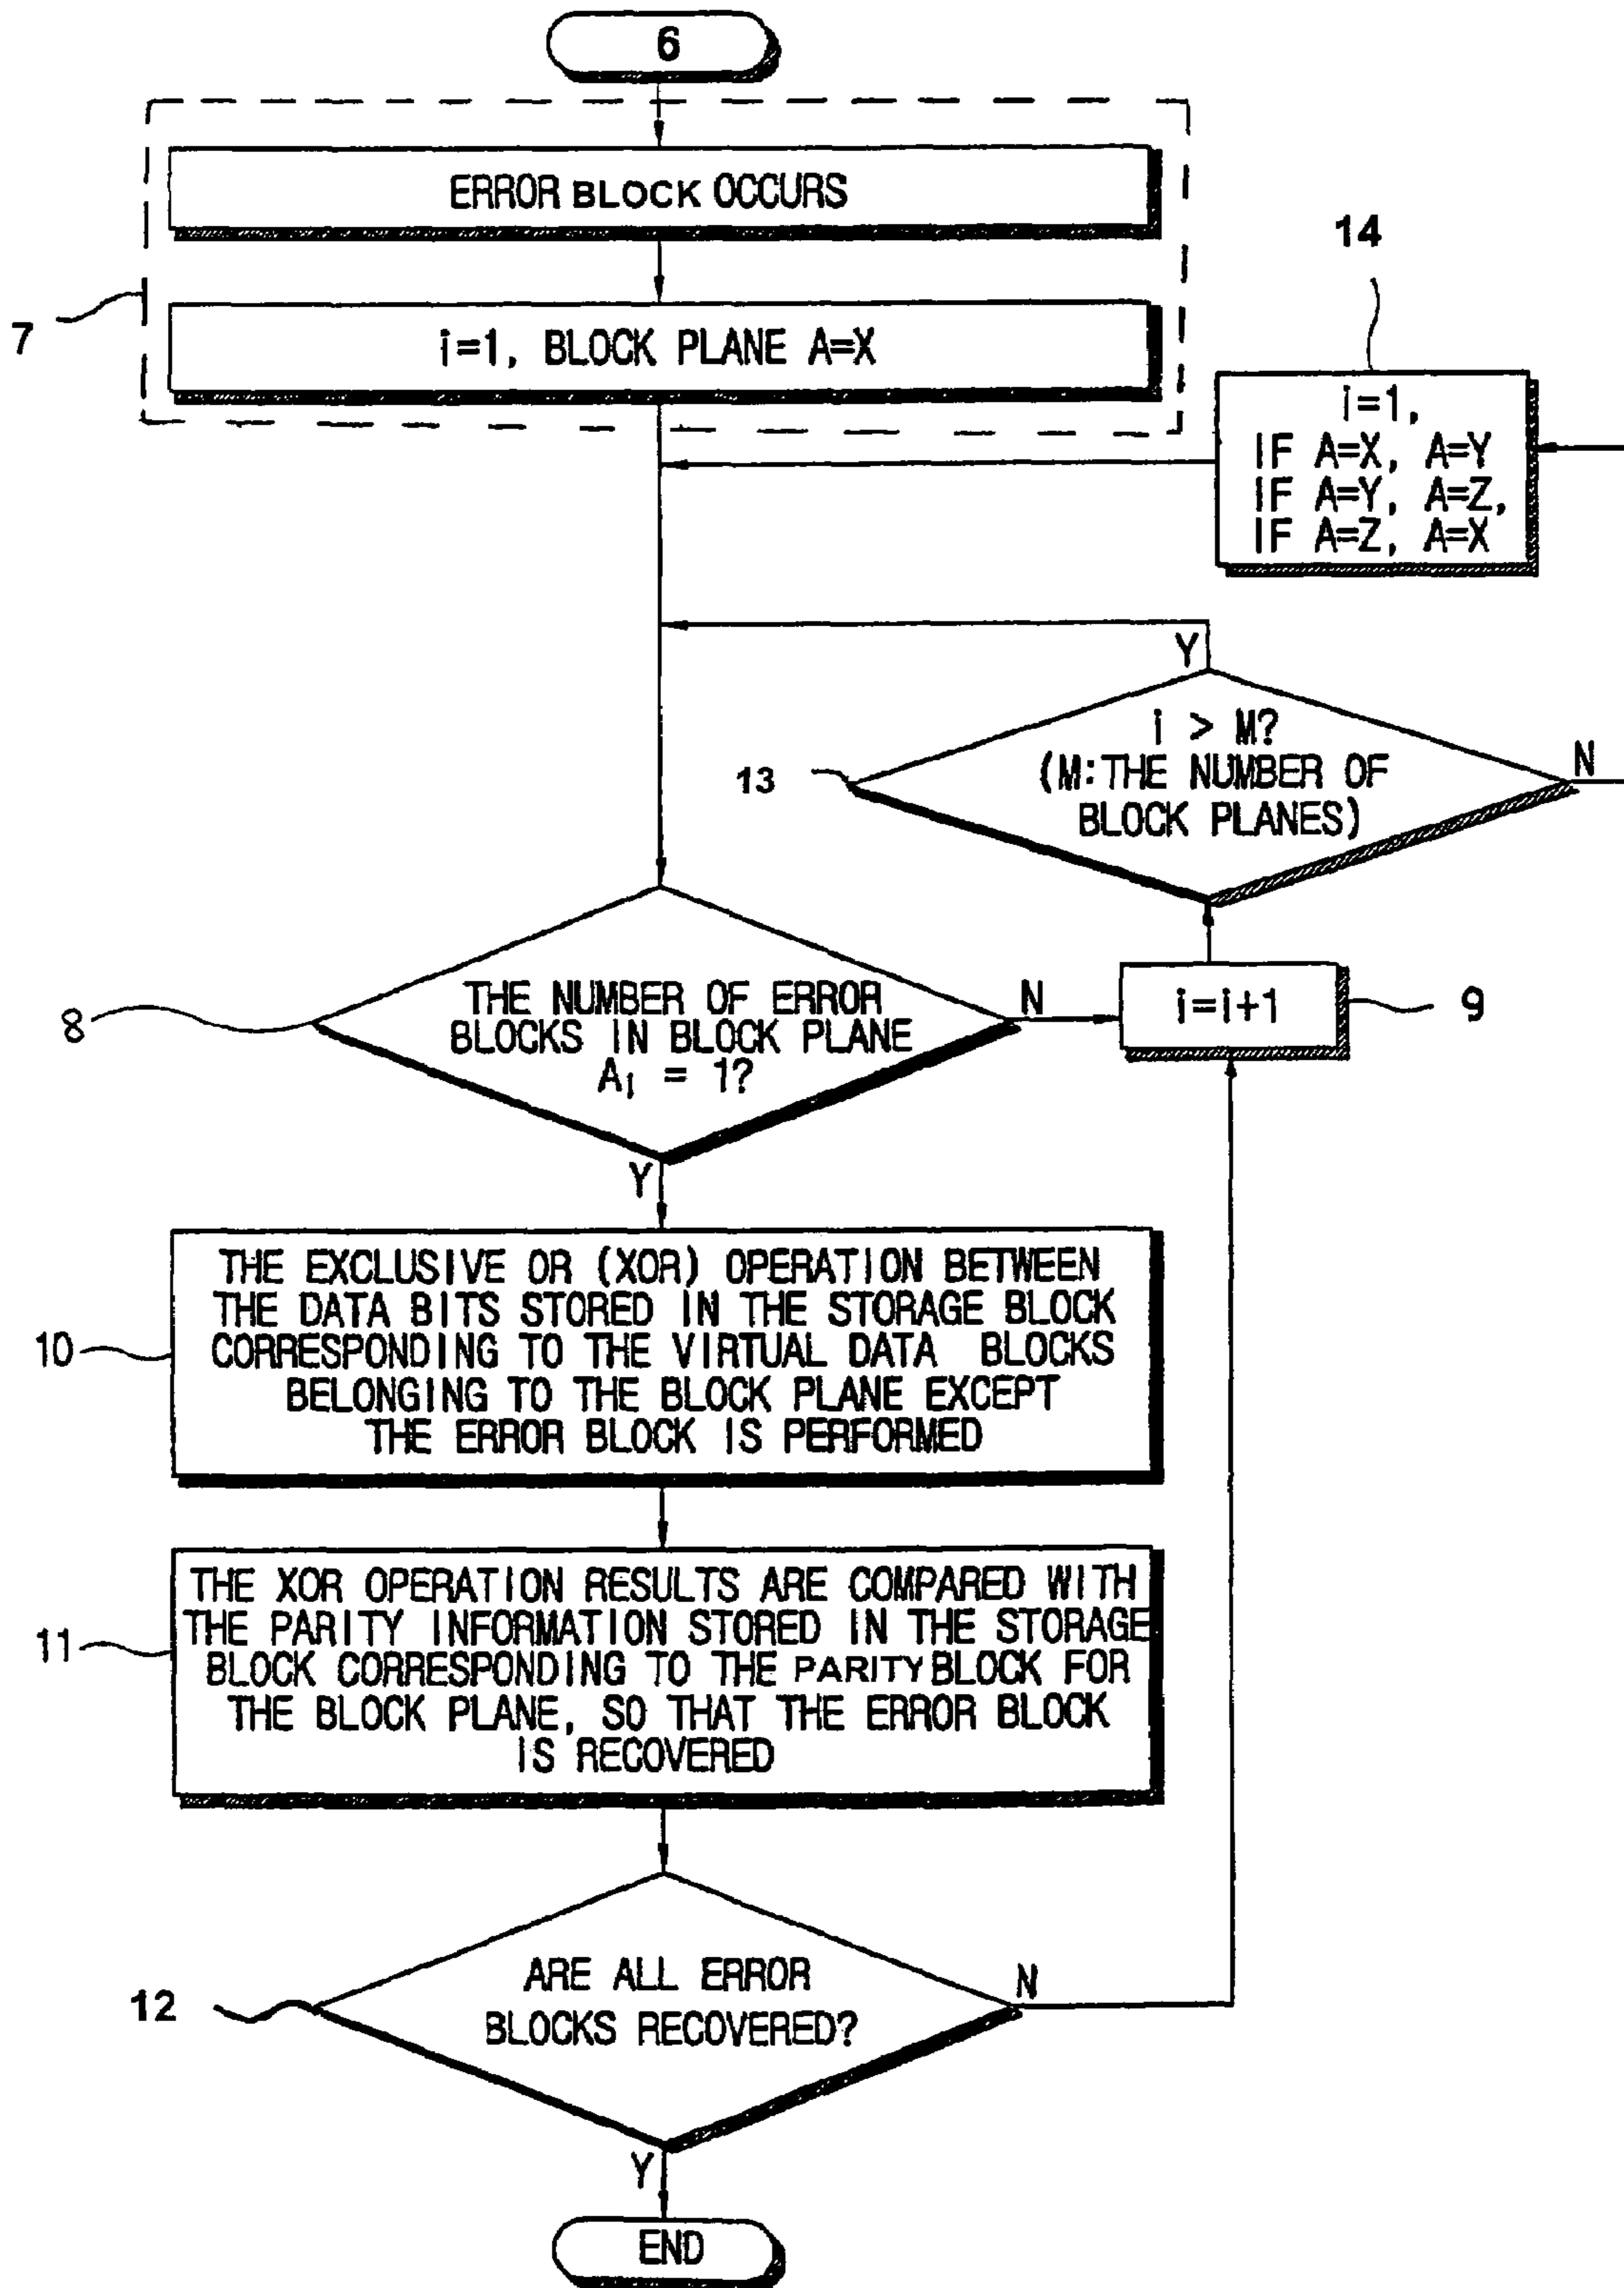 6
ERROR BLOCK OCCURS
7
i=1, BLOCK PLANE A=X
14
i=1,
IF A=X, A=Y
IF A=Y, A=Z,
IF A=Z, A=X
Y
i > M?
(M:THE NUMBER OF
BLOCK PLANES)
13
N
THE NUMBER OF ERROR
BLOCKS IN BLOCK PLANE
Ai = 1?
8
N
i=i+1
9
Y
THE EXCLUSIVE OR (XOR) OPERATION BETWEEN
THE DATA BITS STORED IN THE STORAGE BLOCK
CORRESPONDING TO THE VIRTUAL DATA BLOCKS
BELONGING TO THE BLOCK PLANE EXCEPT
THE ERROR BLOCK IS PERFORMED
10
THE XOR OPERATION RESULTS ARE COMPARED WITH
THE PARITY INFORMATION STORED IN THE STORAGE
BLOCK CORRESPONDING TO THE PARITY BLOCK FOR
THE BLOCK PLANE, SO THAT THE ERROR BLOCK
IS RECOVERED
11
ARE ALL ERROR
BLOCKS RECOVERED?
12
N
Y
END